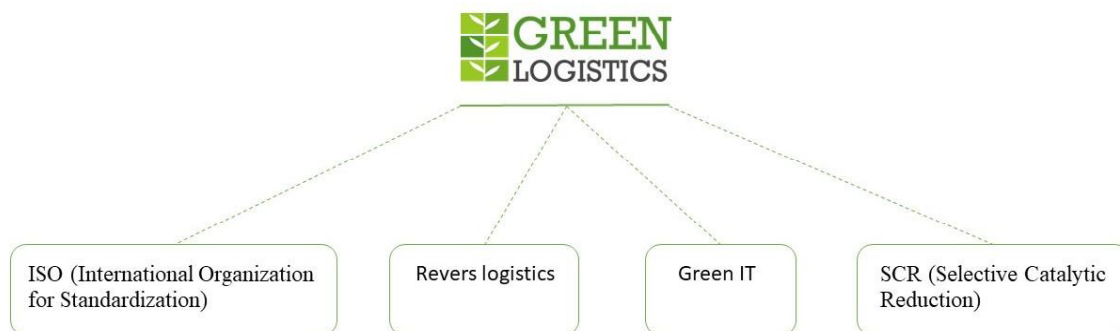 GREEN
LOGISTICS
ISO (International Organization
for Standardization)
Revers logistics
Green IT
SCR (Selective Catalytic
Reduction)